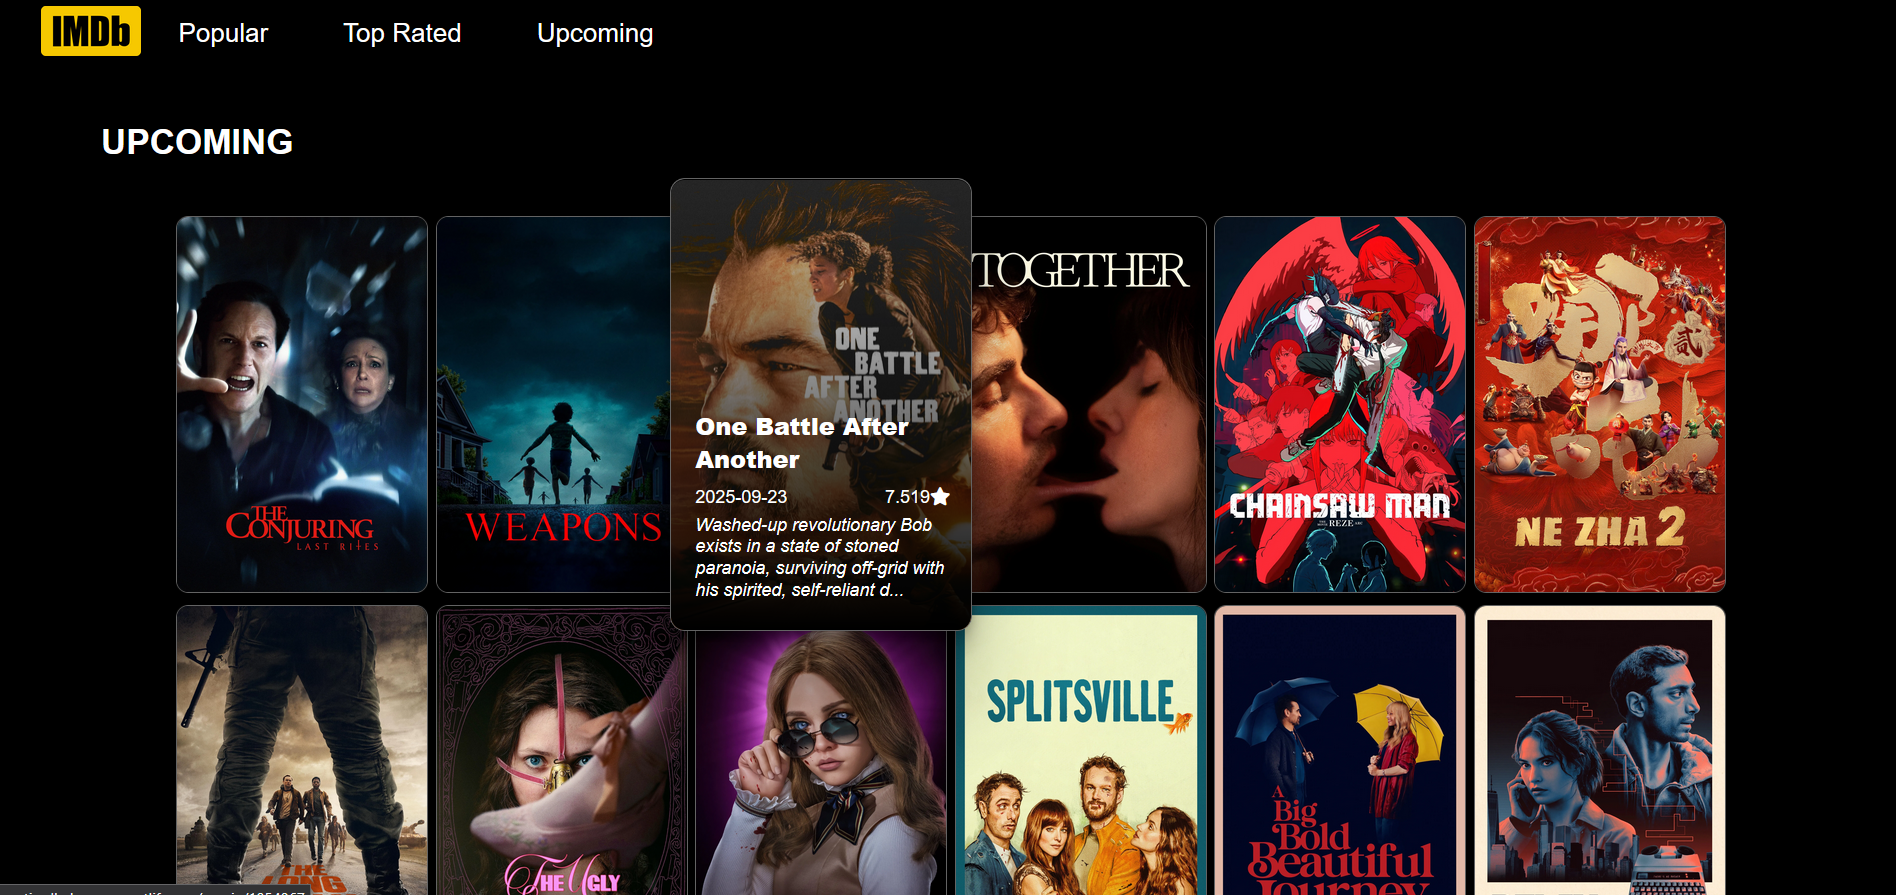 IMDb
Popular
Top Rated
Upcoming
UPCOMING
THE
CONJURING
LAST RITES
WEAPONS
ONE
BATTLE
AFTER
ANOTHER
One Battle After
Another
2025-09-23
7.519
Washed-up revolutionary Bob
exists in a state of stoned
paranoia, surviving off-grid with
his spirited, self-reliant d...
TOGETHER
CHAINSAW MAN
REZE ARC
贰
NE ZHA 2
THE
LONG
THE UGLY
SPLITSVILLE
A
Big
Bold
Beautiful
Journey